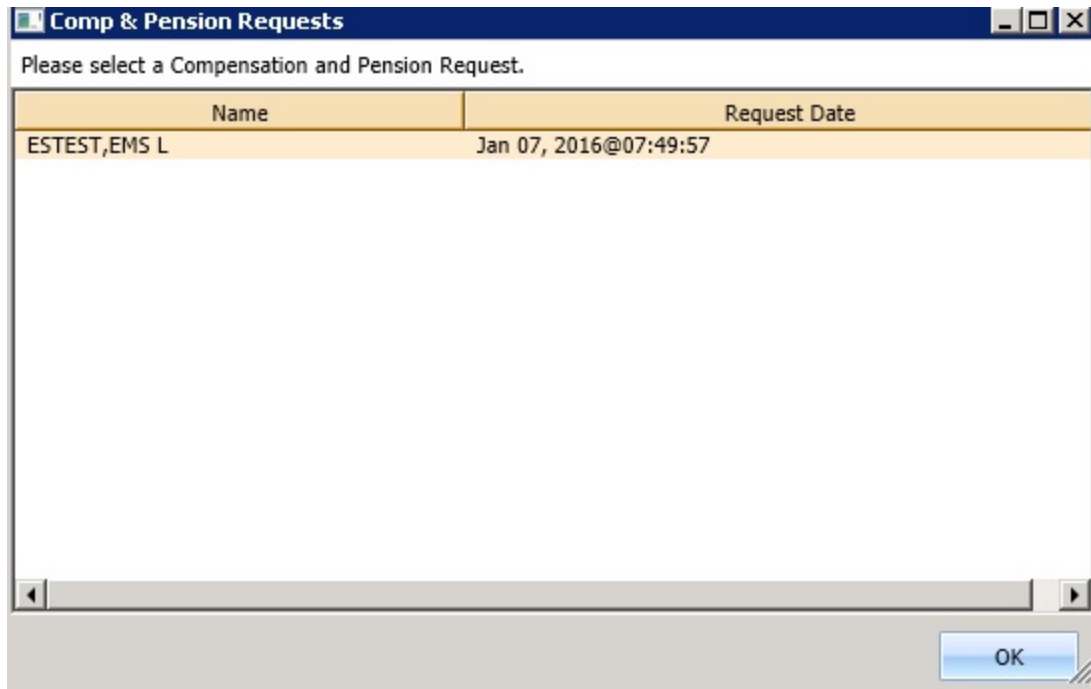 Comp & Pension Requests
Please select a Compensation and Pension Request.
Name Request Date
ESTEST,EMS L Jan 07, 2016@07:49:57
OK